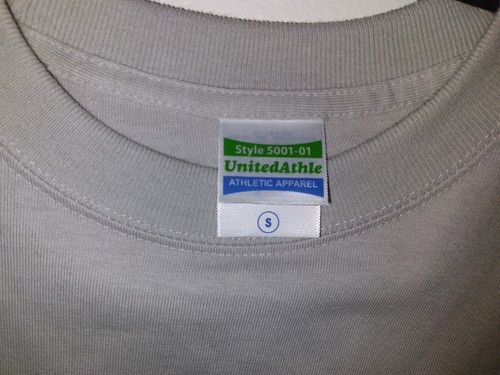 Style 5001-01
UnitedAthle
ATHLETIC APPAREL
S